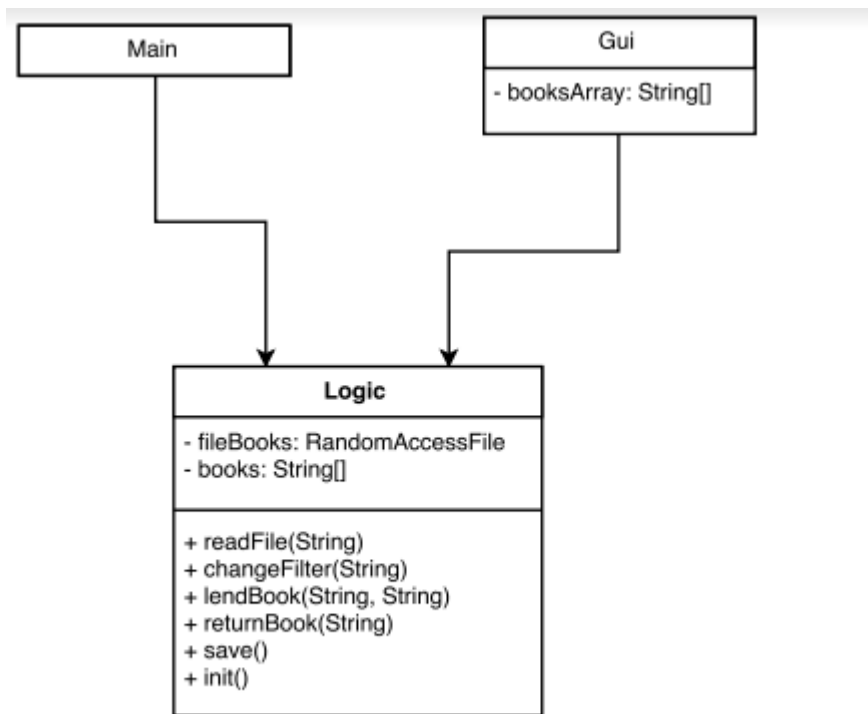 Main
Gui
- booksArray: String[]
Logic
- fileBooks: RandomAccessFile
- books: String[]
+ readFile(String)
+ changeFilter(String)
+ lendBook(String, String)
+ returnBook(String)
+ save()
+ init()